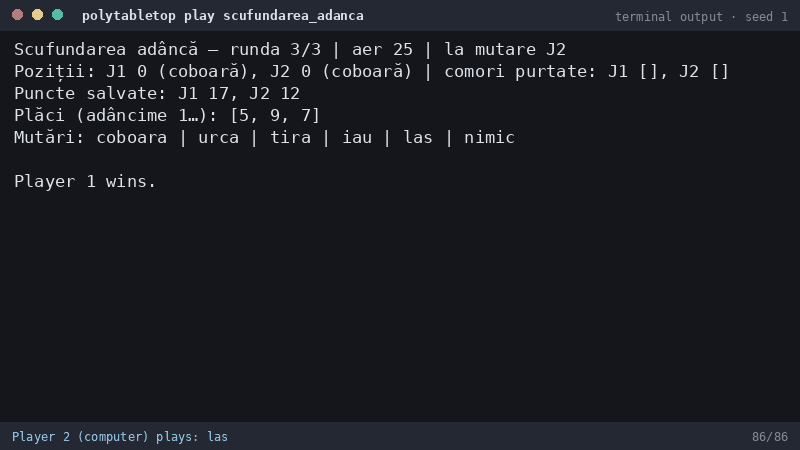 polytabletop play scufundarea_adanca
terminal output · seed 1
Scufundarea adâncă — runda 3/3 | aer 25 | la mutare J2
Poziții: J1 0 (coboară), J2 0 (coboară) | comori purtate: J1 [], J2 []
Puncte salvate: J1 17, J2 12
Plăci (adâncime 1…): [5, 9, 7]
Mutări: coboara | urca | tira | iau | las | nimic
Player 1 wins.
Player 2 (computer) plays: las
86/86